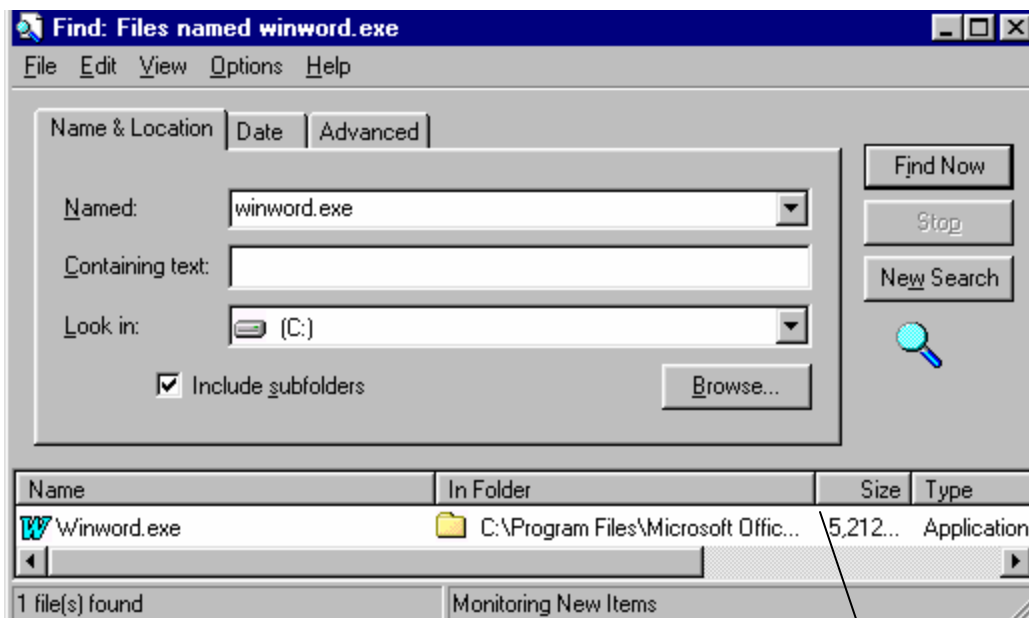 Find: Files named winword.exe
File Edit View Options Help
Name & Location Date Advanced
Find Now
Named: winword.exe
Stop
Containing text:
New Search
Look in: (C:)
Include subfolders Browse...
Name In Folder Size Type
Winword.exe C:\Program Files\Microsoft Offic... 5,212... Application
1 file(s) found Monitoring New Items